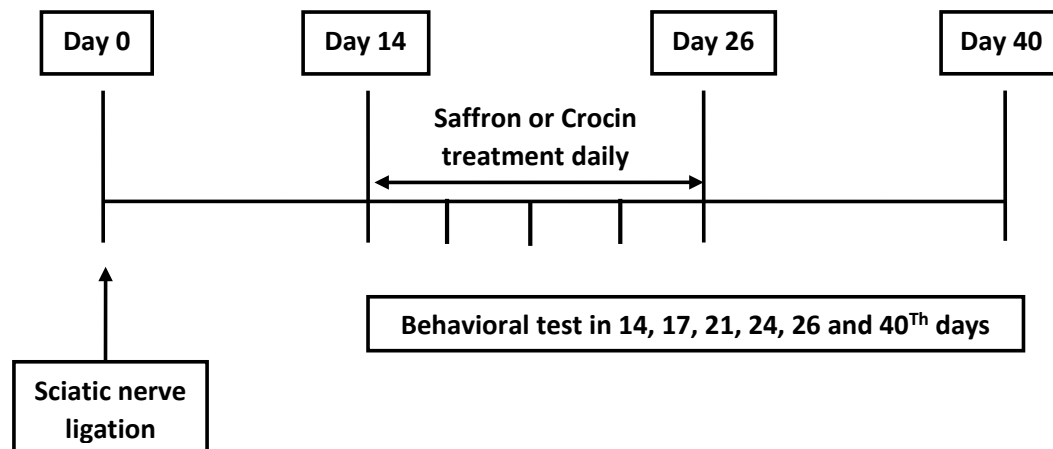 Day 0
Day 14
Day 26
Day 40
Saffron or Crocin
treatment daily
Behavioral test in 14, 17, 21, 24, 26 and 40Th days
Sciatic nerve
ligation